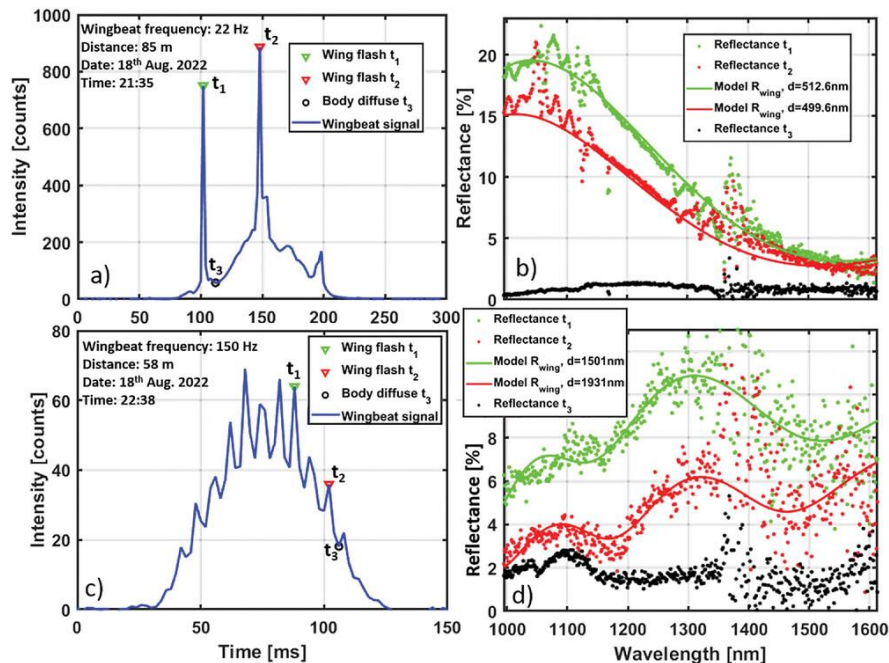 Wingbeat frequency: 22 Hz
Distance: 85 m
Date: 18th Aug. 2022
Time: 21:35
t1
t2
t3
Wing flash t1
Wing flash t2
Body diffuse t3
Wingbeat signal
Intensity [counts]
1000
800
600
400
200
0
0 50 100 150 200 250 300
a)
Reflectance t1
Reflectance t2
Model Rwing, d=512.6nm
Model Rwing, d=499.6nm
Reflectance t3
Reflectance [%]
20
15
10
5
0
b)
Wingbeat frequency: 150 Hz
Distance: 58 m
Date: 18th Aug. 2022
Time: 22:38
t1
t2
t3
Wing flash t1
Wing flash t2
Body diffuse t3
Wingbeat signal
Intensity [counts]
80
60
40
20
0
0 50 100 150
Time [ms]
c)
Reflectance t1
Reflectance t2
Model Rwing, d=1501nm
Model Rwing, d=1931nm
Reflectance t3
Reflectance [%]
8
6
4
2
0
1000 1100 1200 1300 1400 1500 1600
Wavelength [nm]
d)